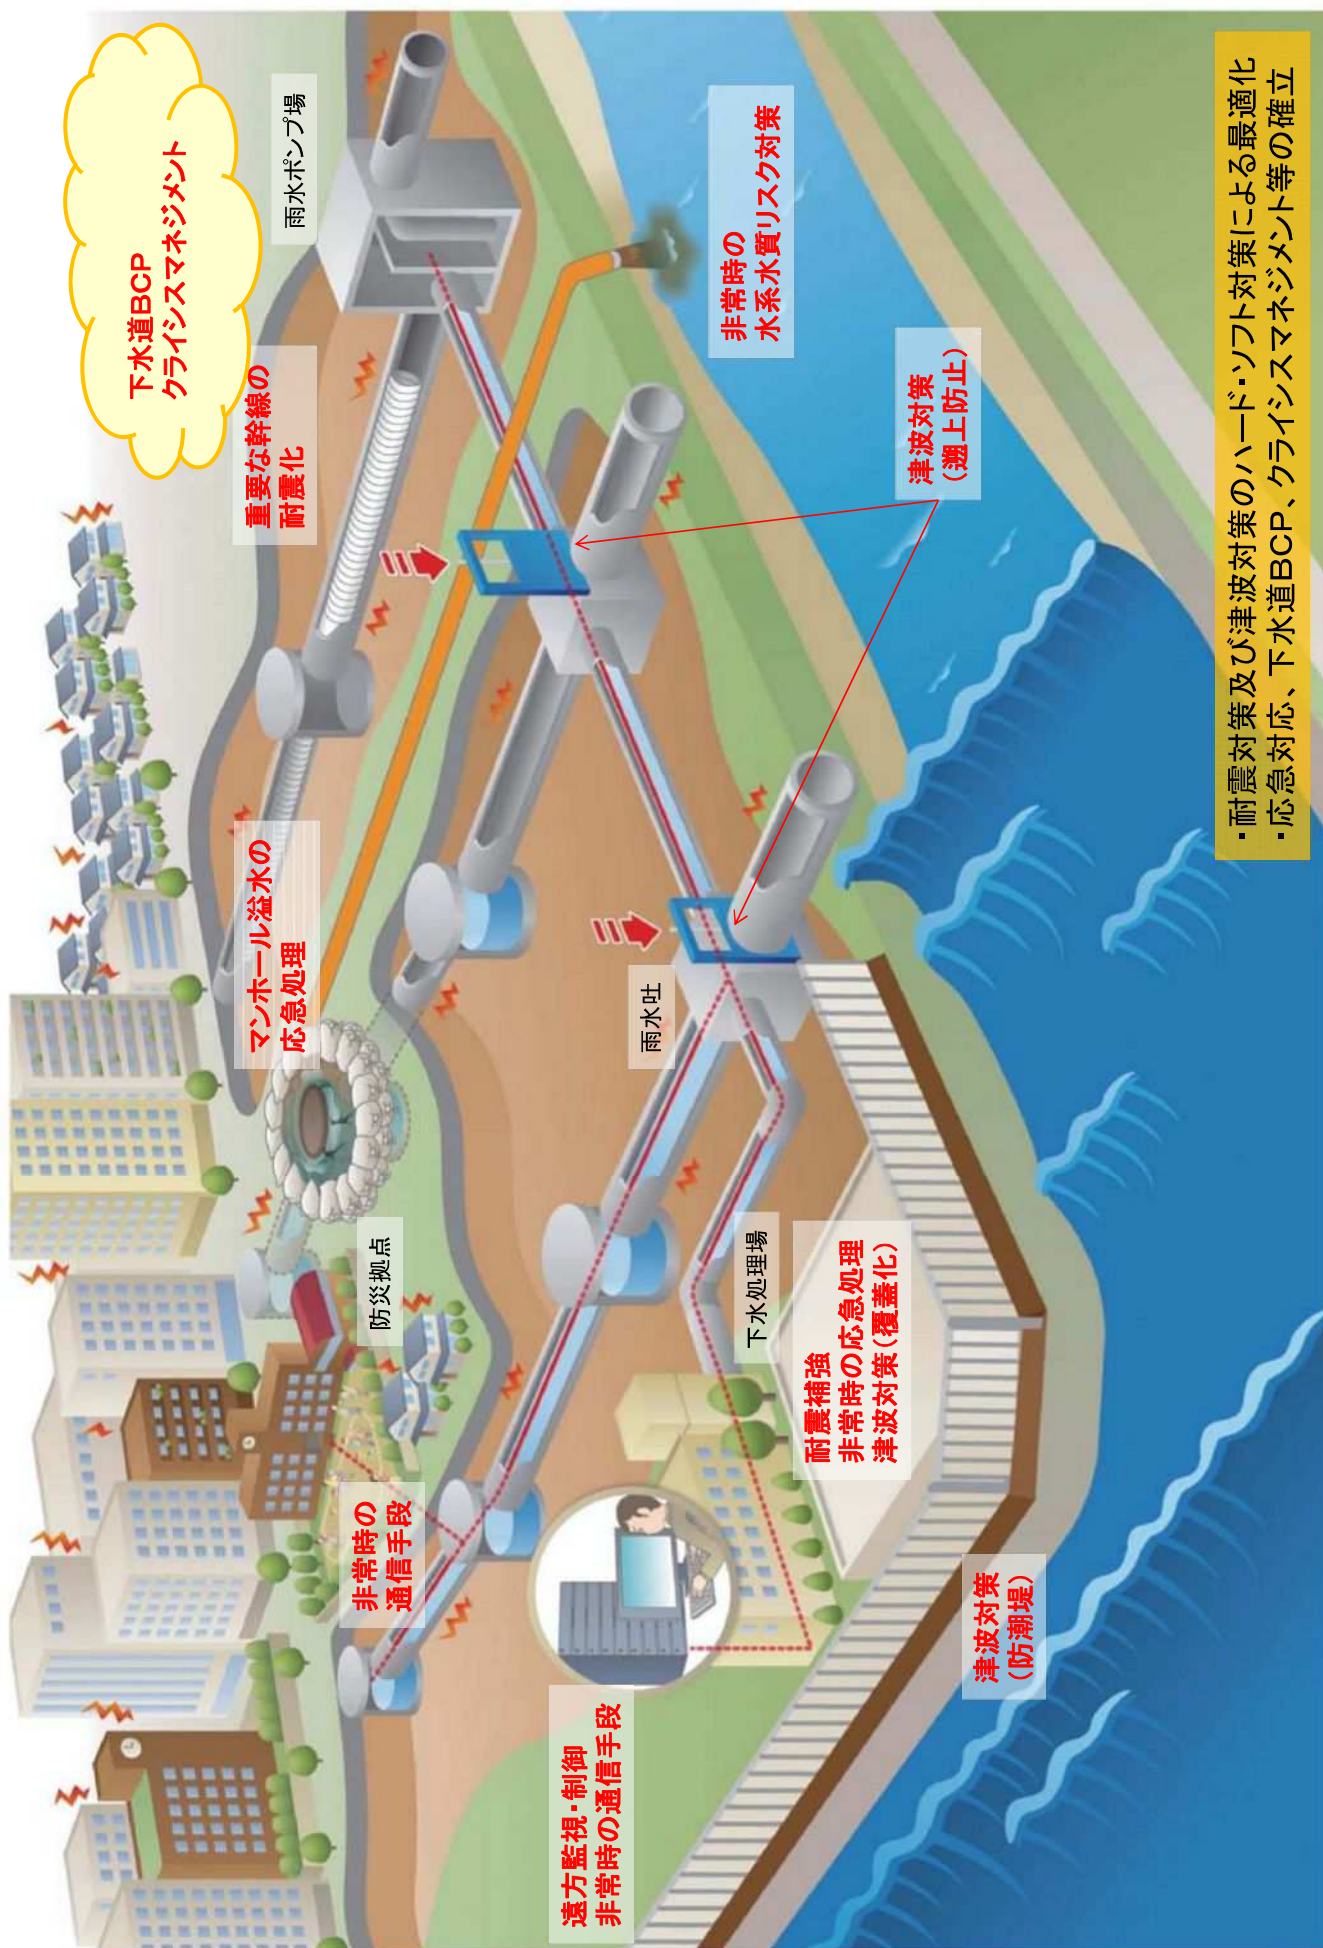 下水道BCP
クライシスマネジメント
雨水ポンプ場
重要な幹線の
耐震化
マンホール溢水の
応急処理
防災拠点
非常時の
通信手段
遠方監視・制御
非常時の通信手段
非常時の
水系水質リスク対策
津波対策
（遡上防止）
雨水吐
下水処理場
耐震補強
非常時の応急処理
津波対策（覆蓋化）
津波対策
（防潮堤）
・耐震対策及び津波対策のハード・ソフト対策による最適化
・応急対応、下水道BCP、クライシスマネジメント等の確立